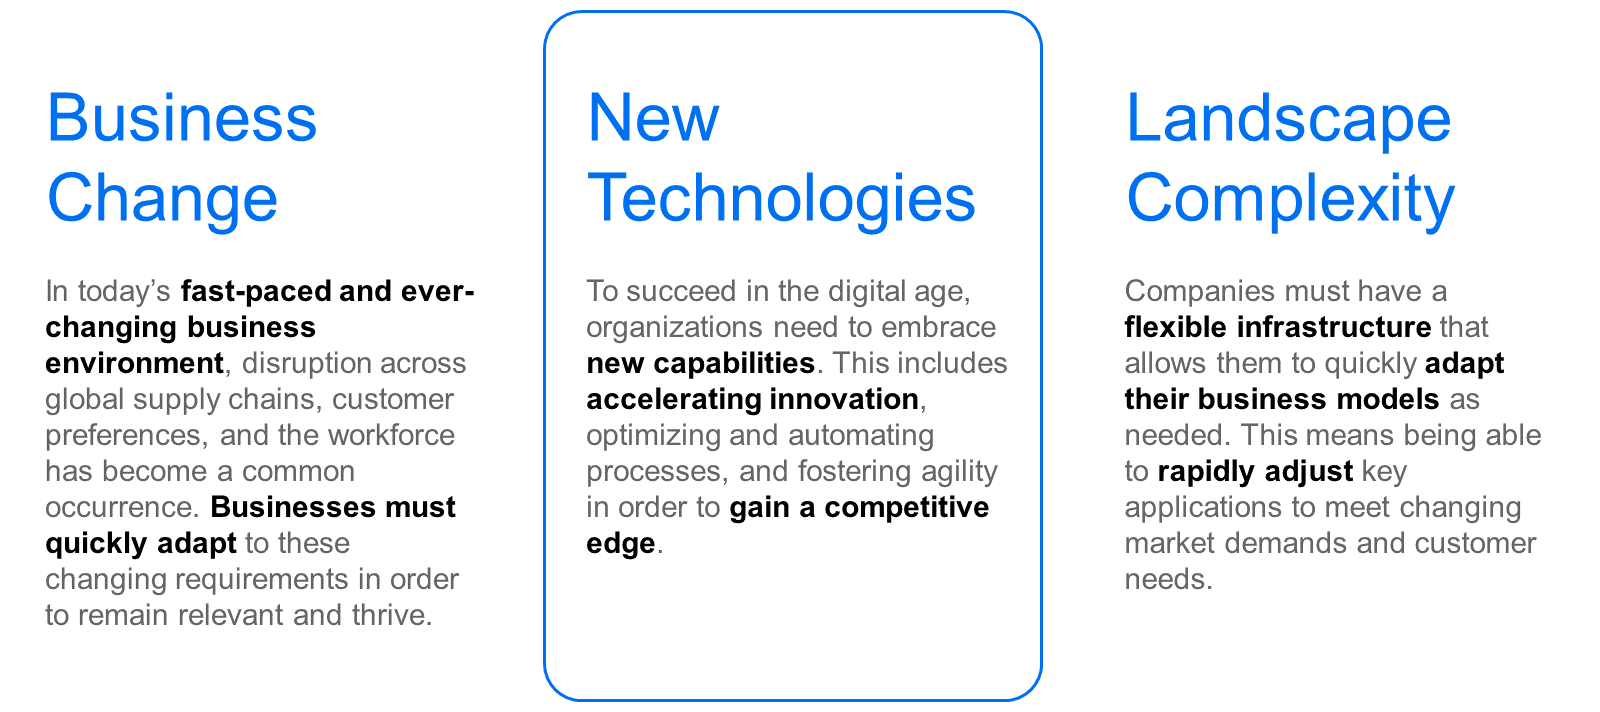 Business
Change
In today’s fast-paced and ever-
changing business
environment, disruption across
global supply chains, customer
preferences, and the workforce
has become a common
occurrence. Businesses must
quickly adapt to these
changing requirements in order
to remain relevant and thrive.
New
Technologies
To succeed in the digital age,
organizations need to embrace
new capabilities. This includes
accelerating innovation,
optimizing and automating
processes, and fostering agility
in order to gain a competitive
edge.
Landscape
Complexity
Companies must have a
flexible infrastructure that
allows them to quickly adapt
their business models as
needed. This means being able
to rapidly adjust key
applications to meet changing
market demands and customer
needs.